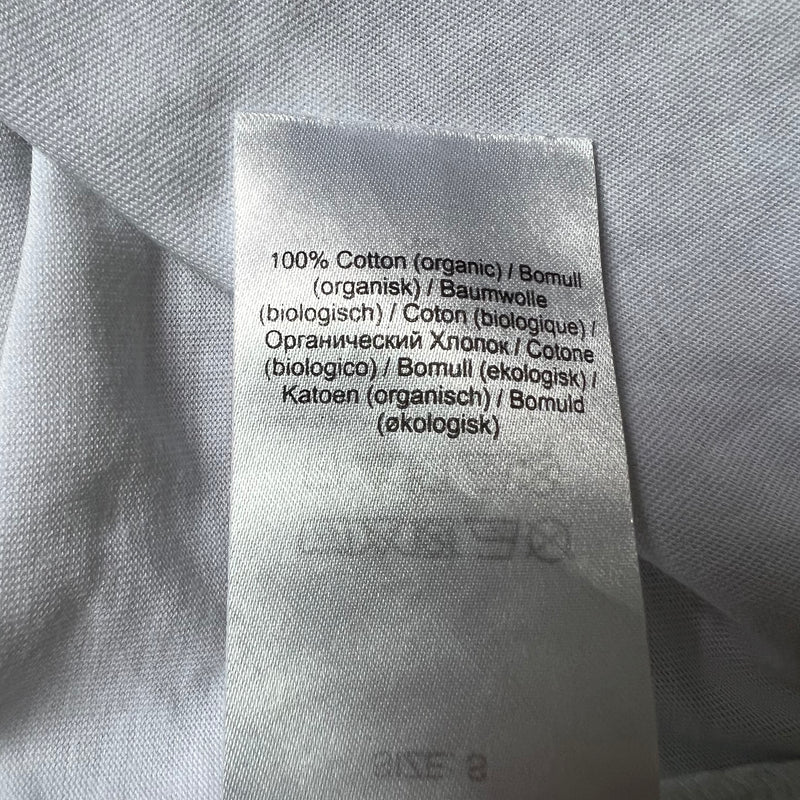 100% Cotton (organic) / Bomull
(organisk) / Baumwolle
(biologisch) / Coton (biologique) /
Органический Хлопок / Cotone
(biologico) / Bomull (ekologisk) /
Katoen (organisch) / Bomuld
(økologisk)
SIZE: S